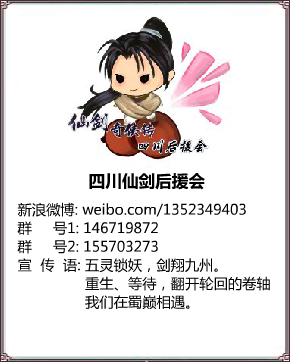 仙剑奇侠传
四川后援会
四川仙剑后援会
新浪微博: weibo.com/1352349403
群 号1: 146719872
群 号2: 155703273
宣 传 语: 五灵锁妖，剑翔九州。
重生、等待，翻开轮回的卷轴
我们在蜀巅相遇。